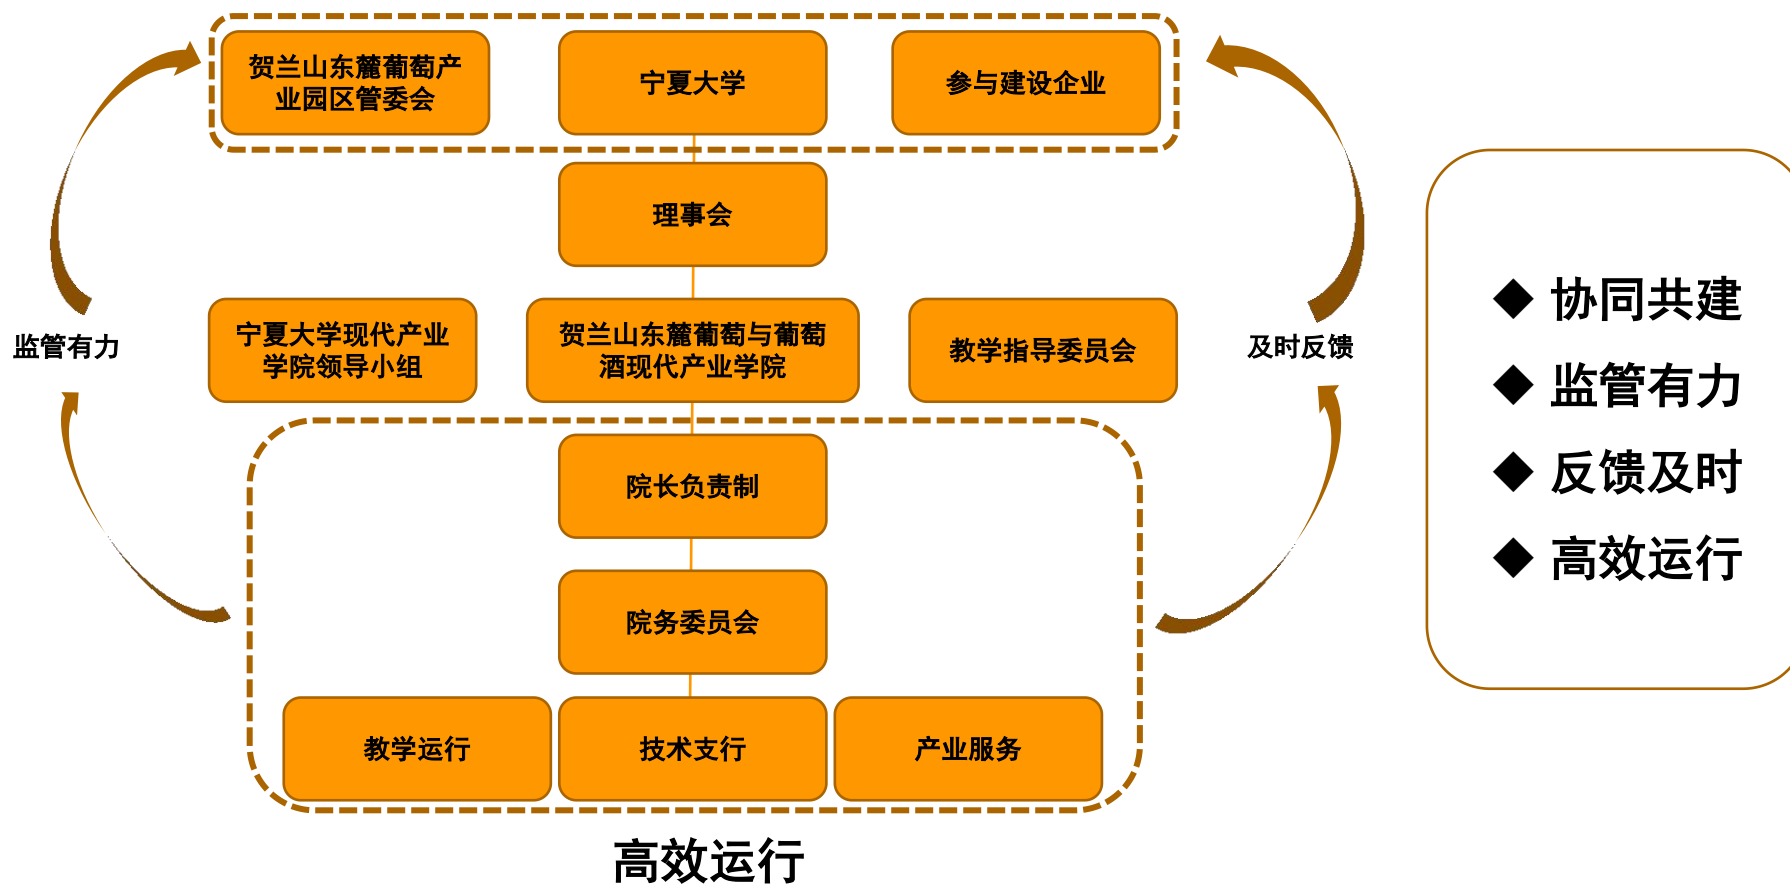 贺兰山东麓葡萄产
业园区管委会
宁夏大学
参与建设企业
理事会
宁夏大学现代产业
学院领导小组
贺兰山东麓葡萄与葡萄
酒现代产业学院
教学指导委员会
监管有力
及时反馈
院长负责制
院务委员会
教学运行
技术支行
产业服务
高效运行
◆ 协同共建
◆ 监管有力
◆ 反馈及时
◆ 高效运行